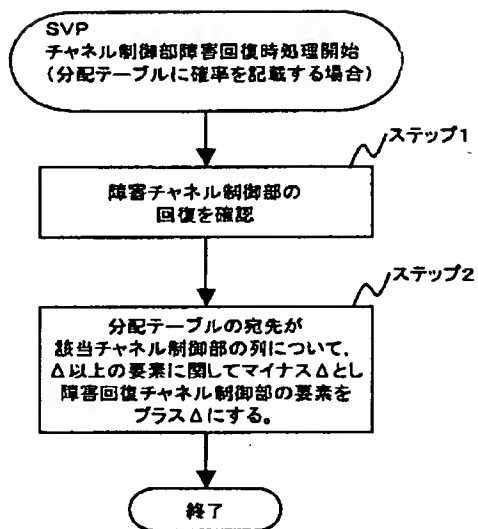 SVP
チャネル制御部障害回復時処理開始
(分配テーブルに確率を記載する場合)
ステップ1
障害チャネル制御部の
回復を確認
ステップ2
分配テーブルの宛先が
該当チャネル制御部の列について、
Δ以上の要素に関してマイナスΔとし
障害回復チャネル制御部の要素を
プラスΔにする。
終了